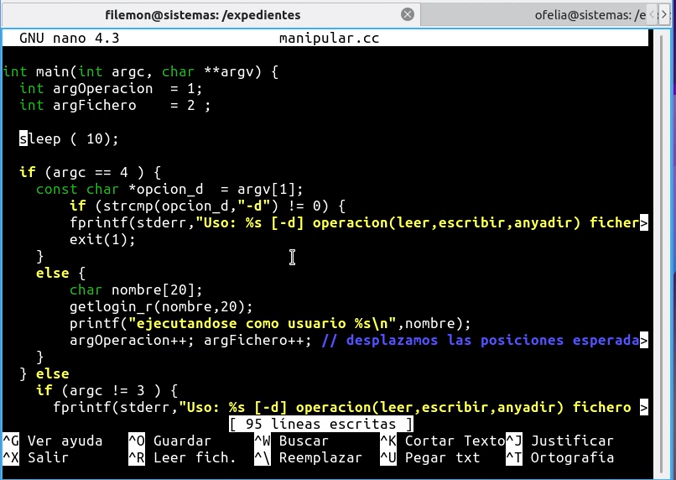 filemon@sistemas: /expedientes
ofelia@sistemas: /e
GNU nano 4.3 manipular.cc
int main(int argc, char **argv) {
int argOperacion = 1;
int argFichero = 2 ;
sleep ( 10);
if (argc == 4 ) {
const char *opcion_d = argv[1];
if (strcmp(opcion_d,"-d") != 0) {
fprintf(stderr,"Uso: %s [-d] operacion(leer,escribir,anyadir) ficher>
exit(1);
}
else {
char nombre[20];
getlogin_r(nombre,20);
printf("ejecutandose como usuario %s\n",nombre);
argOperacion++; argFichero++; // desplazamos las posiciones esperada>
}
} else
if (argc != 3 ) {
fprintf(stderr,"Uso: %s [-d] operacion(leer,escribir,anyadir) fichero >
[ 95 líneas escritas ]
^G Ver ayuda ^O Guardar ^W Buscar ^K Cortar Texto ^J Justificar
^X Salir ^R Leer fich. ^\ Reemplazar ^U Pegar txt ^T Ortografía